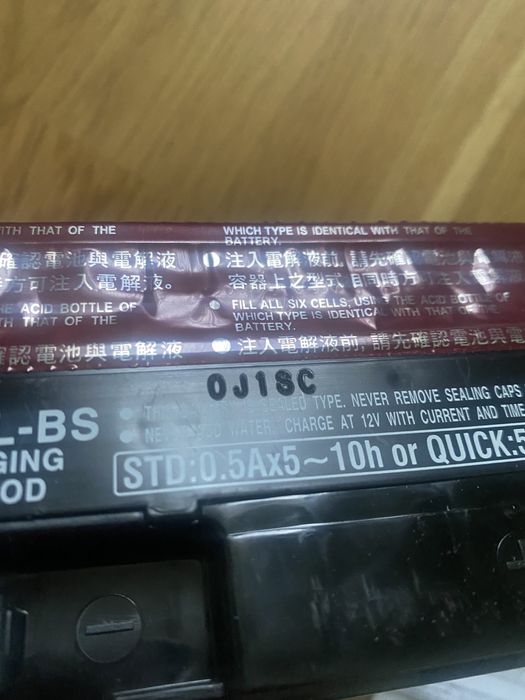 ITH THAT OF THE
WHICH TYPE IS IDENTICAL WITH THAT OF THE
BATTERY.
確認電池與電解液
● 注入電解液前, 請先確認電池與電解
方可注入電解液。
容器上之型式 自同時方可注入
HE ACID BOTTLE OF
TH THAT OF THE
● FILL ALL SIX CELLS, USING THE ACID BOTTLE OF
WHICH TYPE IS IDENTICAL WITH THAT OF THE
BATTERY.
確認電池與電解液
● 注入電解液前, 請先確認電池與電
0J1SC
L-BS
GING
OD
● TYPE. NEVER REMOVE SEALING CAPS
● WATER. CHARGE AT 12V WITH CURRENT AND TIME
STD:0.5Ax5~10h or QUICK:5